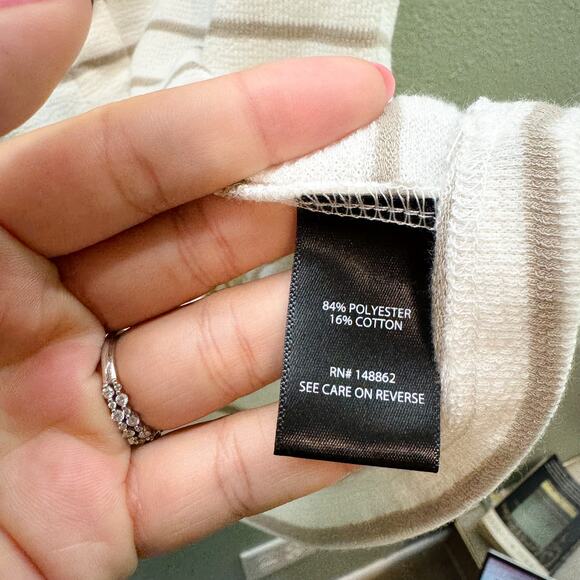 84% POLYESTER
16% COTTON
RN# 148862
SEE CARE ON REVERSE